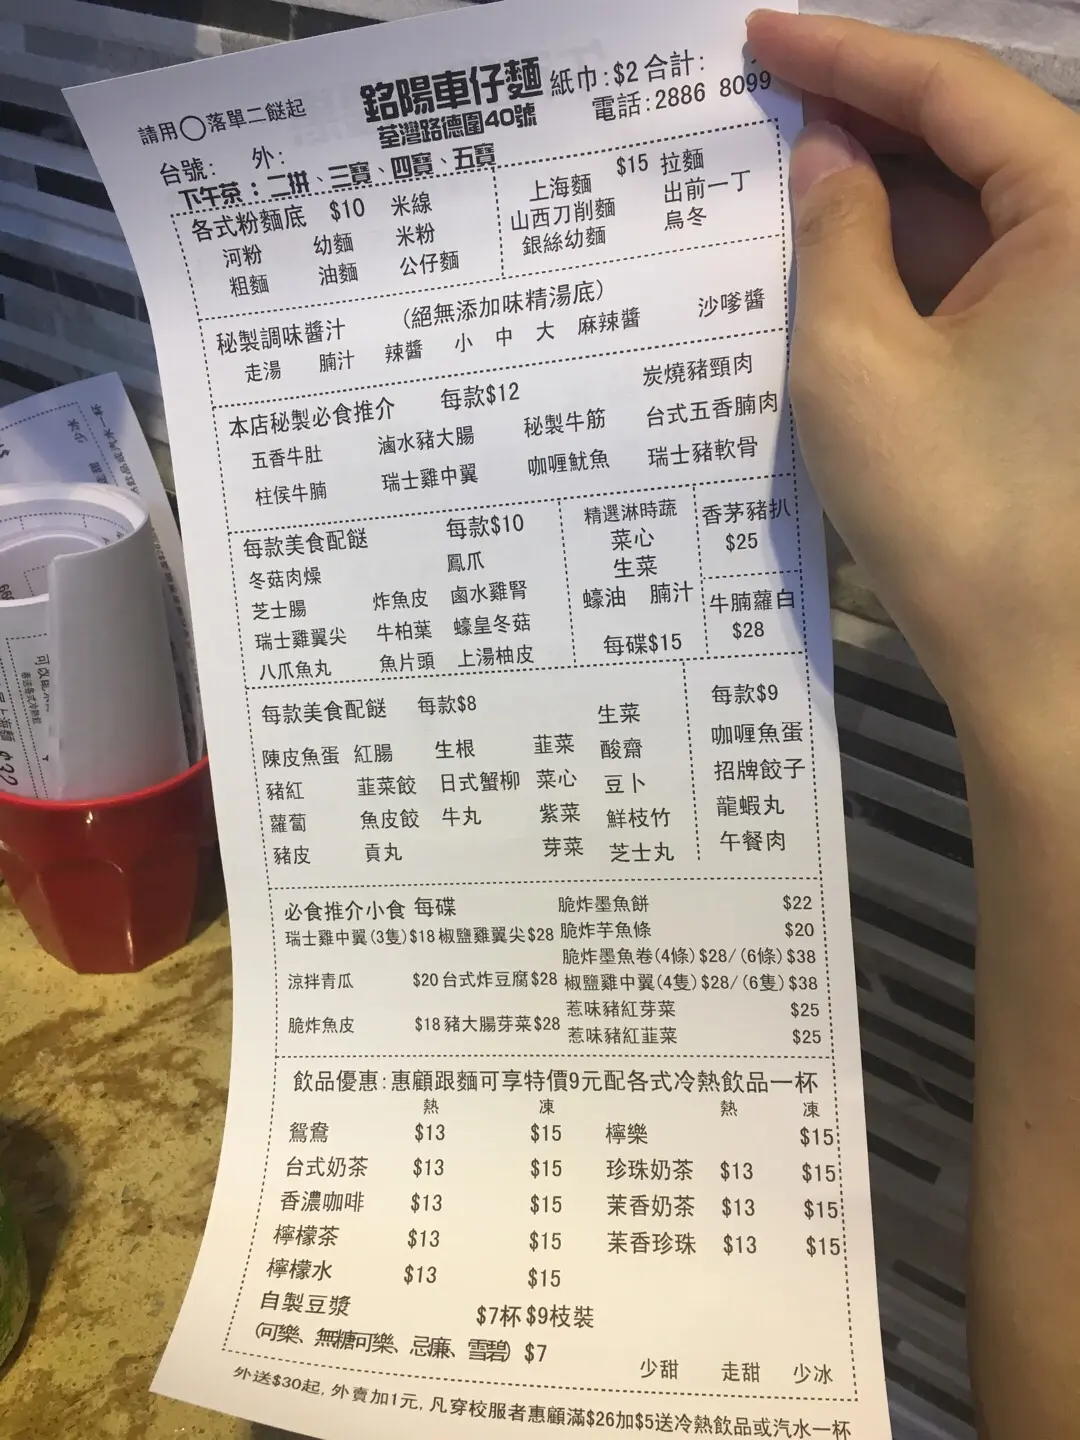 請用○落單二餸起
銘陽車仔麵
荃灣路德圍40號
紙巾:$2 合計:
電話:2886 8099
台號: 外:
下午茶：二拼、三寶、四寶、五寶
各式粉麵底 $10 米線
河粉 幼麵 米粉
粗麵 油麵 公仔麵
上海麵 $15 拉麵
山西刀削麵 出前一丁
銀絲幼麵 烏冬
秘製調味醬汁 (絕無添加味精湯底)
走湯 腩汁 辣醬 小 中 大 麻辣醬 沙嗲醬
本店秘製必食推介 每款$12 炭燒豬頸肉
五香牛肚 滷水豬大腸 秘製牛筋 台式五香腩肉
柱侯牛腩 瑞士雞中翼 咖喱魷魚 瑞士豬軟骨
每款美食配餸 每款$10
冬菇肉燥 鳳爪
芝士腸 炸魚皮 鹵水雞腎
瑞士雞翼尖 牛柏葉 蠔皇冬菇
八爪魚丸 魚片頭 上湯柚皮
精選淋時蔬
菜心
生菜
蠔油 腩汁
每碟$15
香茅豬扒
$25
牛腩蘿白
$28
每款美食配餸 每款$8 生菜
陳皮魚蛋 紅腸 生根 韮菜 酸齋
豬紅 韮菜餃 日式蟹柳 菜心 豆卜
蘿蔔 魚皮餃 牛丸 紫菜 鮮枝竹
豬皮 貢丸 芽菜 芝士丸
每款$9
咖喱魚蛋
招牌餃子
龍蝦丸
午餐肉
必食推介小食 每碟 脆炸墨魚餅 $22
瑞士雞中翼(3隻)$18 椒鹽雞翼尖$28 脆炸芋魚條 $20
脆炸墨魚卷(4條)$28/(6條)$38
涼拌青瓜 $20 台式炸豆腐$28 椒鹽雞中翼(4隻)$28/(6隻)$38
惹味豬紅芽菜 $25
脆炸魚皮 $18 豬大腸芽菜$28 惹味豬紅韮菜 $25
飲品優惠:惠顧跟麵可享特價9元配各式冷熱飲品一杯
熱 凍 熱 凍
鴛鴦 $13 $15 檸樂 $15
台式奶茶 $13 $15 珍珠奶茶 $13 $15
香濃咖啡 $13 $15 茉香奶茶 $13 $15
檸檬茶 $13 $15 茉香珍珠 $13 $15
檸檬水 $13 $15
自製豆漿 $7杯 $9枝裝
(可樂、無糖可樂、忌廉、雪碧) $7
少甜 走甜 少冰
外送$30起, 外賣加1元, 凡穿校服者惠顧滿$26加$5送冷熱飲品或汽水一杯